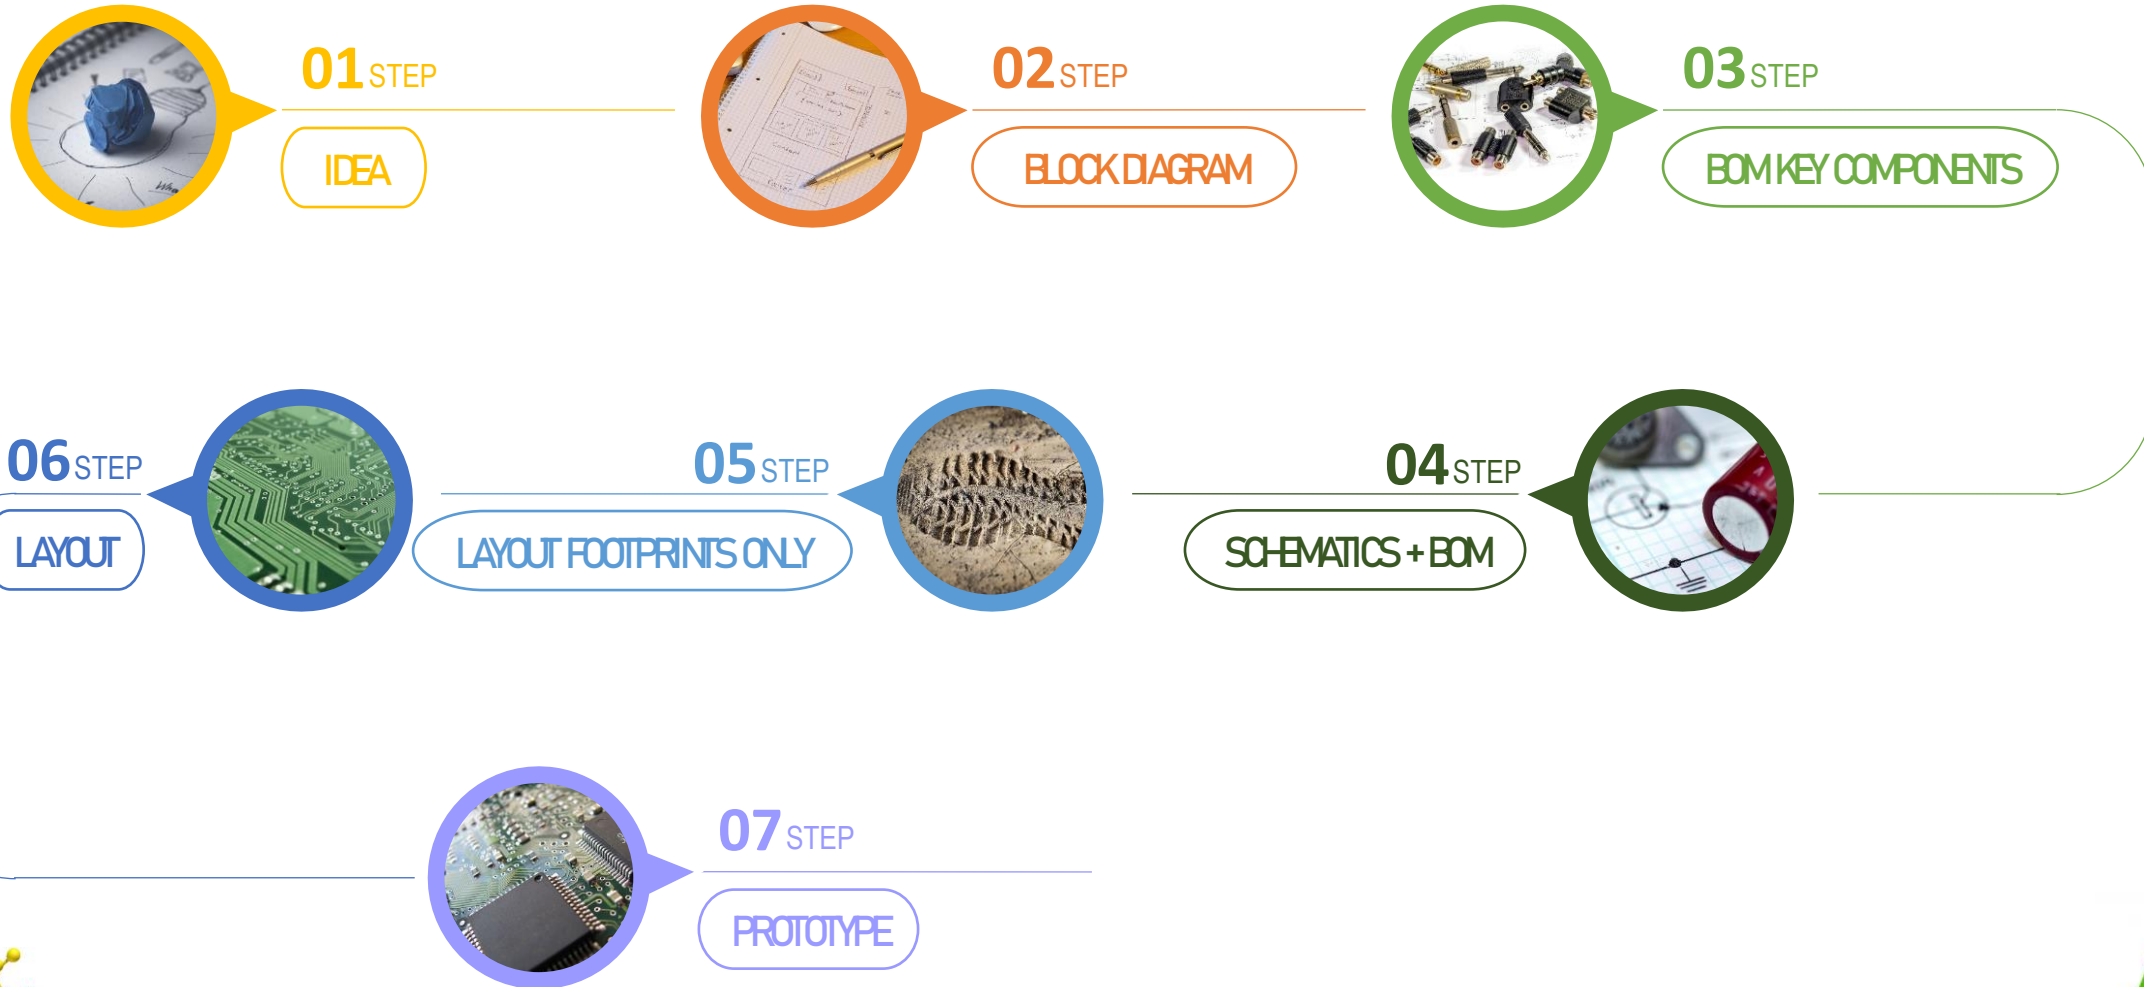 01 STEP
IDEA
02 STEP
BLOCK DIAGRAM
03 STEP
BOM KEY COMPONENTS
04 STEP
SCHEMATICS + BOM
05 STEP
LAYOUT FOOTPRINTS ONLY
06 STEP
LAYOUT
07 STEP
PROTOTYPE